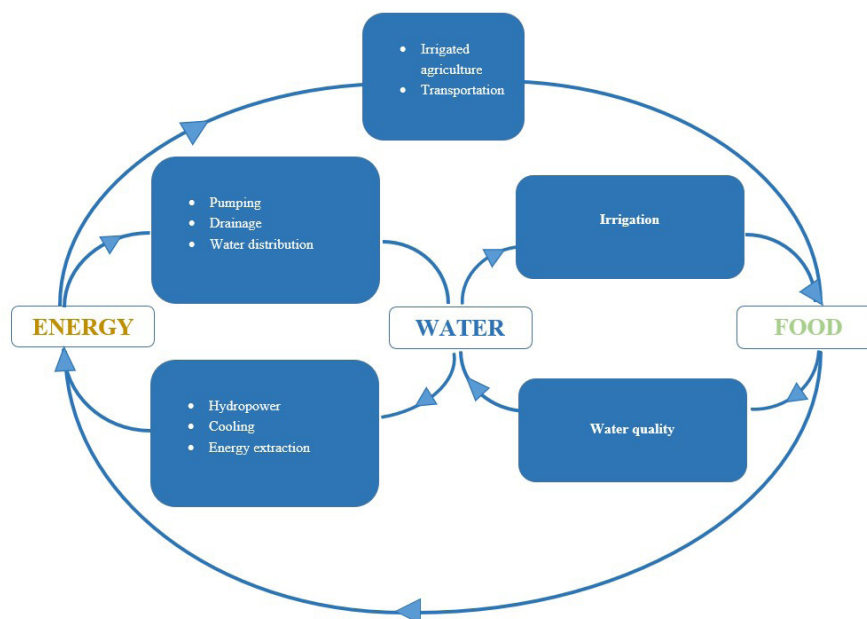 • Irrigated
agriculture
• Transportation
• Pumping
• Drainage
• Water distribution
Irrigation
ENERGY
WATER
FOOD
• Hydropower
• Cooling
• Energy extraction
Water quality